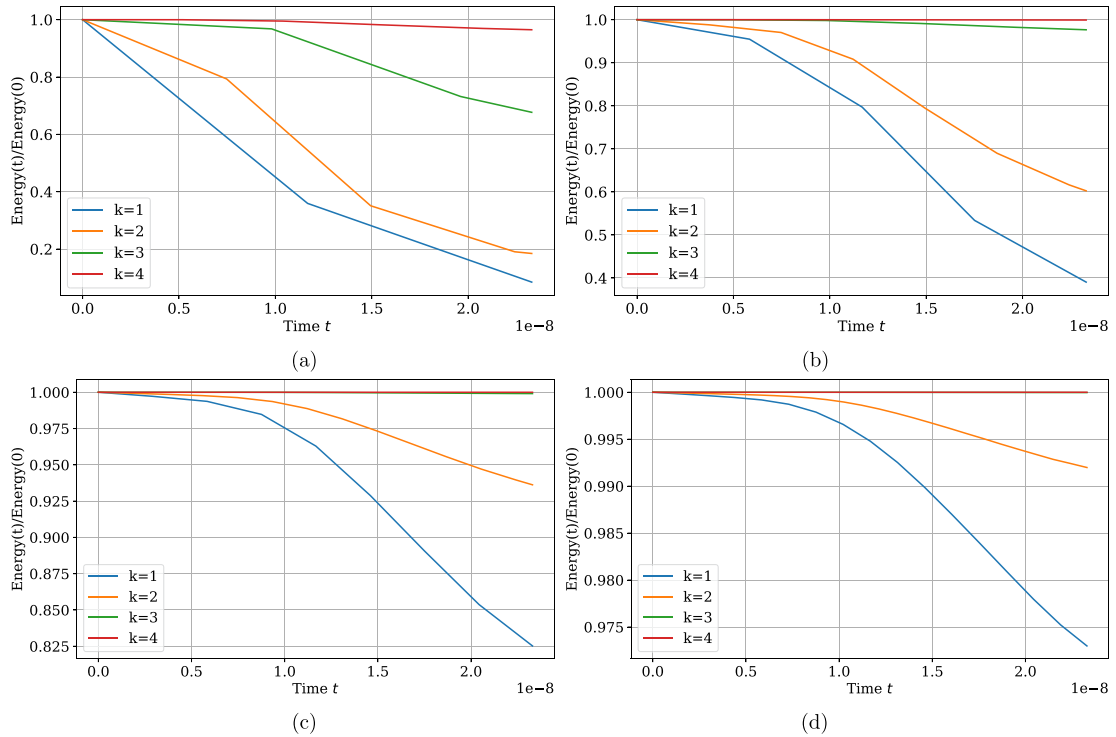 1.0
0.8
0.6
0.4
0.2
Energy(t)/Energy(0)
k=1
k=2
k=3
k=4
0.0 0.5 1.0 1.5 2.0
Time t 1e−8
(a)
1.0
0.9
0.8
0.7
0.6
0.5
0.4
Energy(t)/Energy(0)
k=1
k=2
k=3
k=4
0.0 0.5 1.0 1.5 2.0
Time t 1e−8
(b)
1.000
0.975
0.950
0.925
0.900
0.875
0.850
0.825
Energy(t)/Energy(0)
k=1
k=2
k=3
k=4
0.0 0.5 1.0 1.5 2.0
Time t 1e−8
(c)
1.000
0.995
0.990
0.985
0.980
0.975
Energy(t)/Energy(0)
k=1
k=2
k=3
k=4
0.0 0.5 1.0 1.5 2.0
Time t 1e−8
(d)